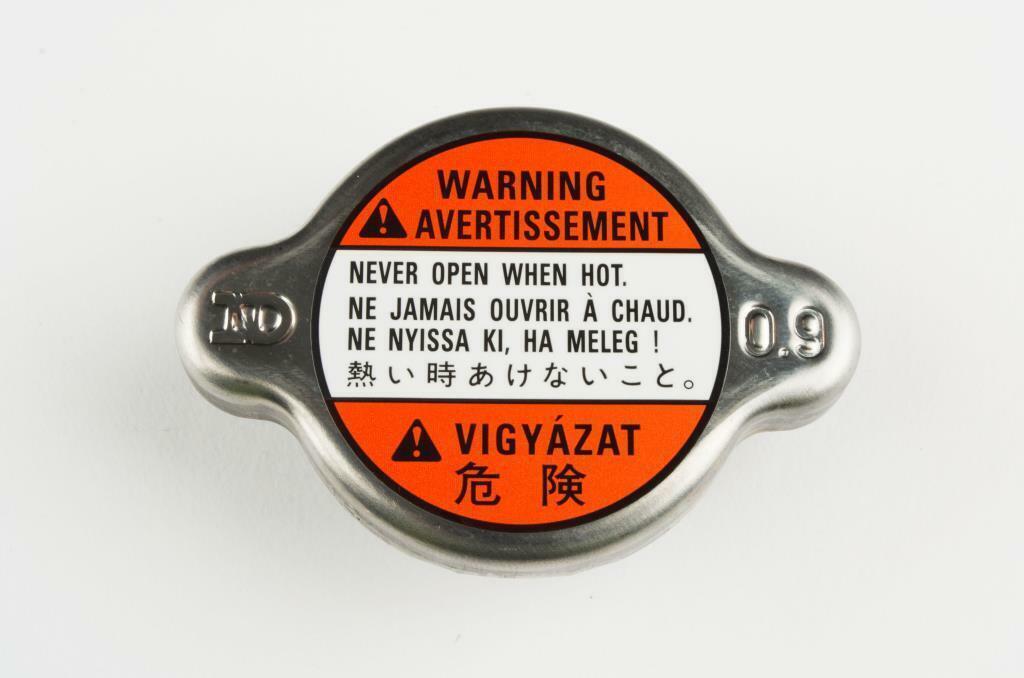 WARNING
AVERTISSEMENT
NEVER OPEN WHEN HOT.
NE JAMAIS OUVRIR À CHAUD.
NE NYISSA KI, HA MELEG !
熱い時あけないこと。
VIGYÁZAT
危険
ND
0.9